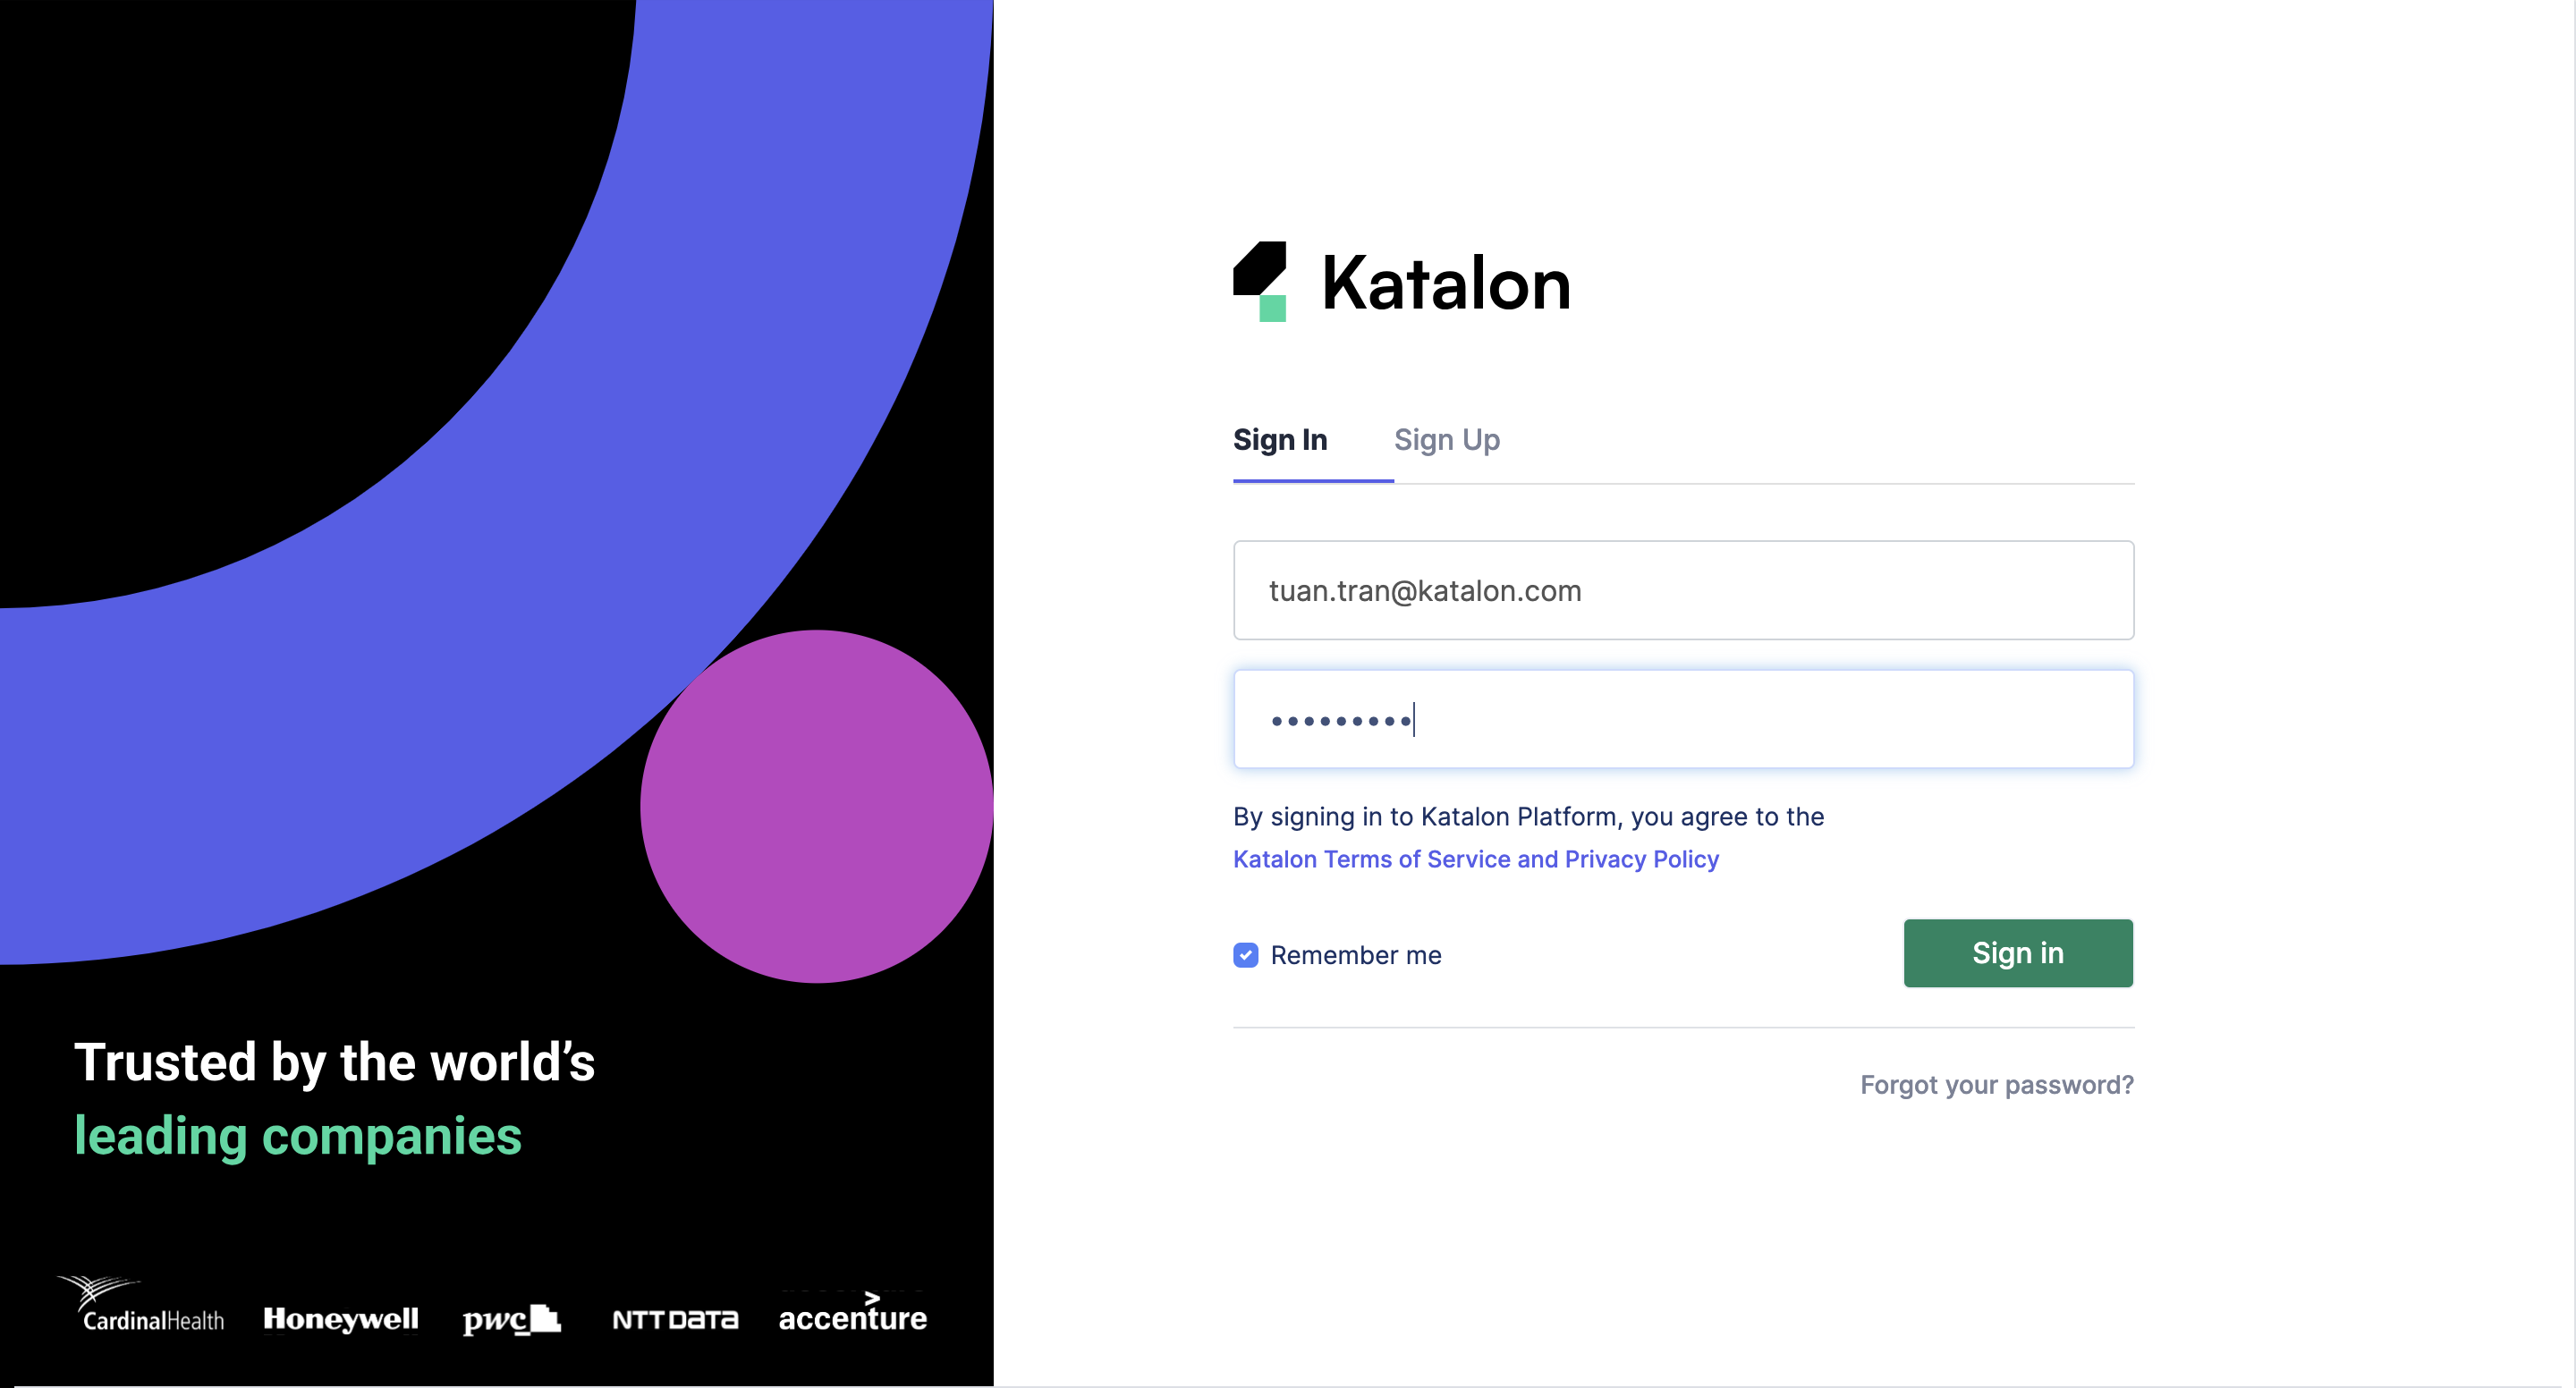 Katalon
Sign In
Sign Up
tuan.tran@katalon.com
•••••••••
By signing in to Katalon Platform, you agree to the
Katalon Terms of Service and Privacy Policy
Remember me
Sign in
Forgot your password?
Trusted by the world’s
leading companies
CardinalHealth
Honeywell
pwc
NTT DATA
accenture